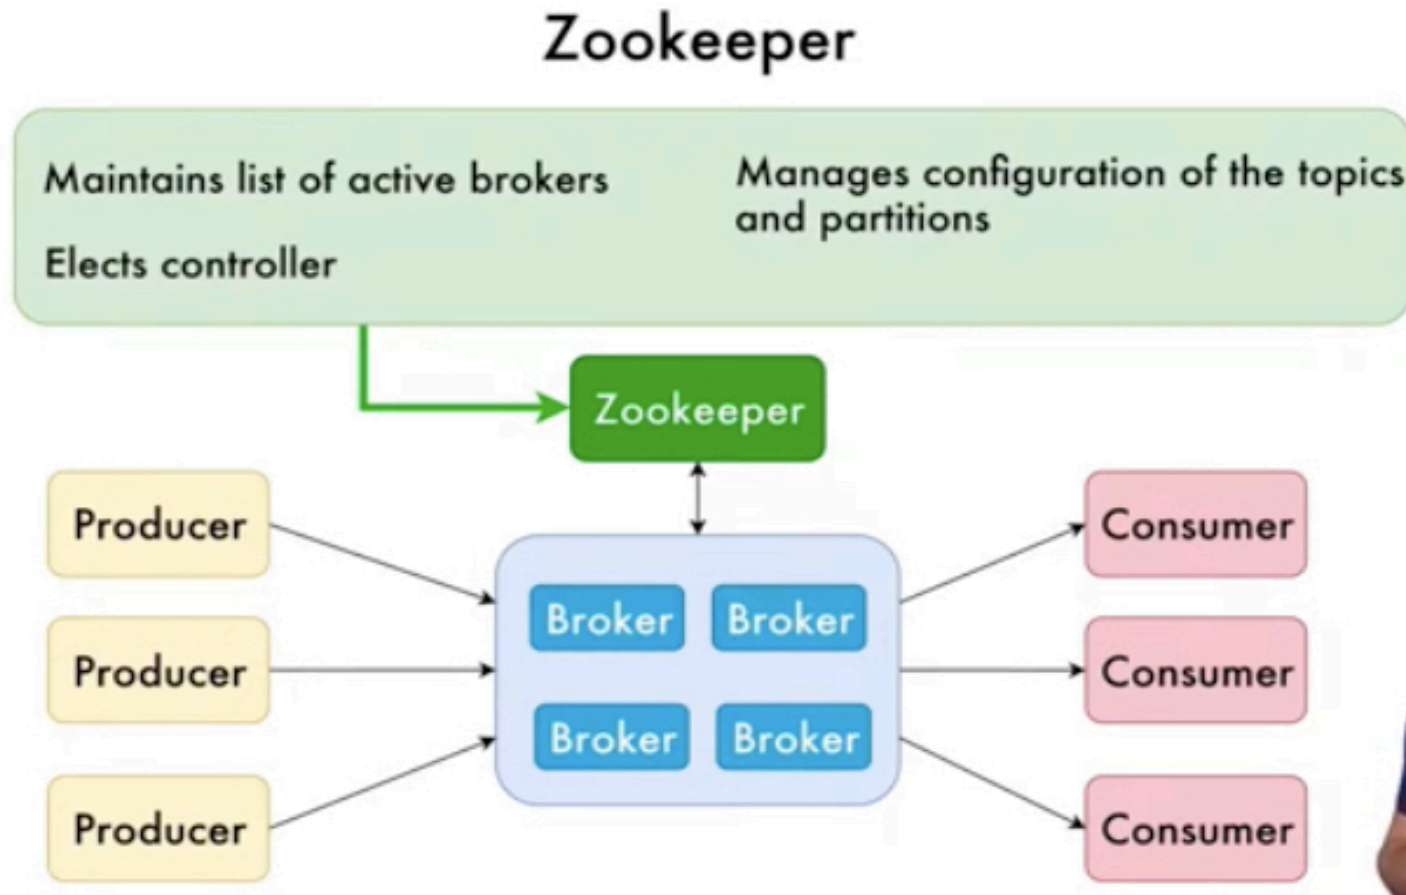 Zookeeper
Maintains list of active brokers
Elects controller
Manages configuration of the topics
and partitions
Zookeeper
Producer
Producer
Producer
Broker
Broker
Broker
Broker
Consumer
Consumer
Consumer